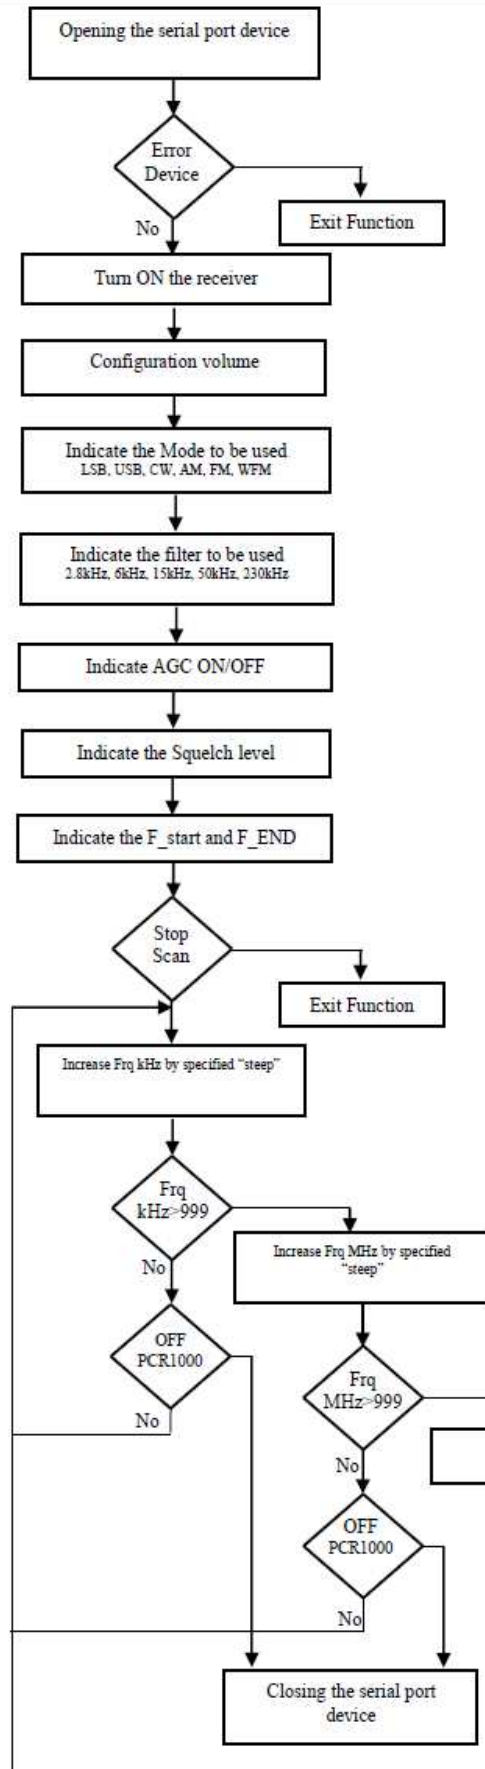 Opening the serial port device
Error
Device
No
Exit Function
Turn ON the receiver
Configuration volume
Indicate the Mode to be used
LSB, USB, CW, AM, FM, WFM
Indicate the filter to be used
2.8kHz, 6kHz, 15kHz, 50kHz, 230kHz
Indicate AGC ON/OFF
Indicate the Squelch level
Indicate the F_start and F_END
Stop
Scan
Exit Function
Increase Frq kHz by specified “steep”
Frq
kHz>999
Increase Frq MHz by specified
“steep”
No
OFF
PCR1000
No
Frq
MHz>999
No
OFF
PCR1000
No
Closing the serial port
device